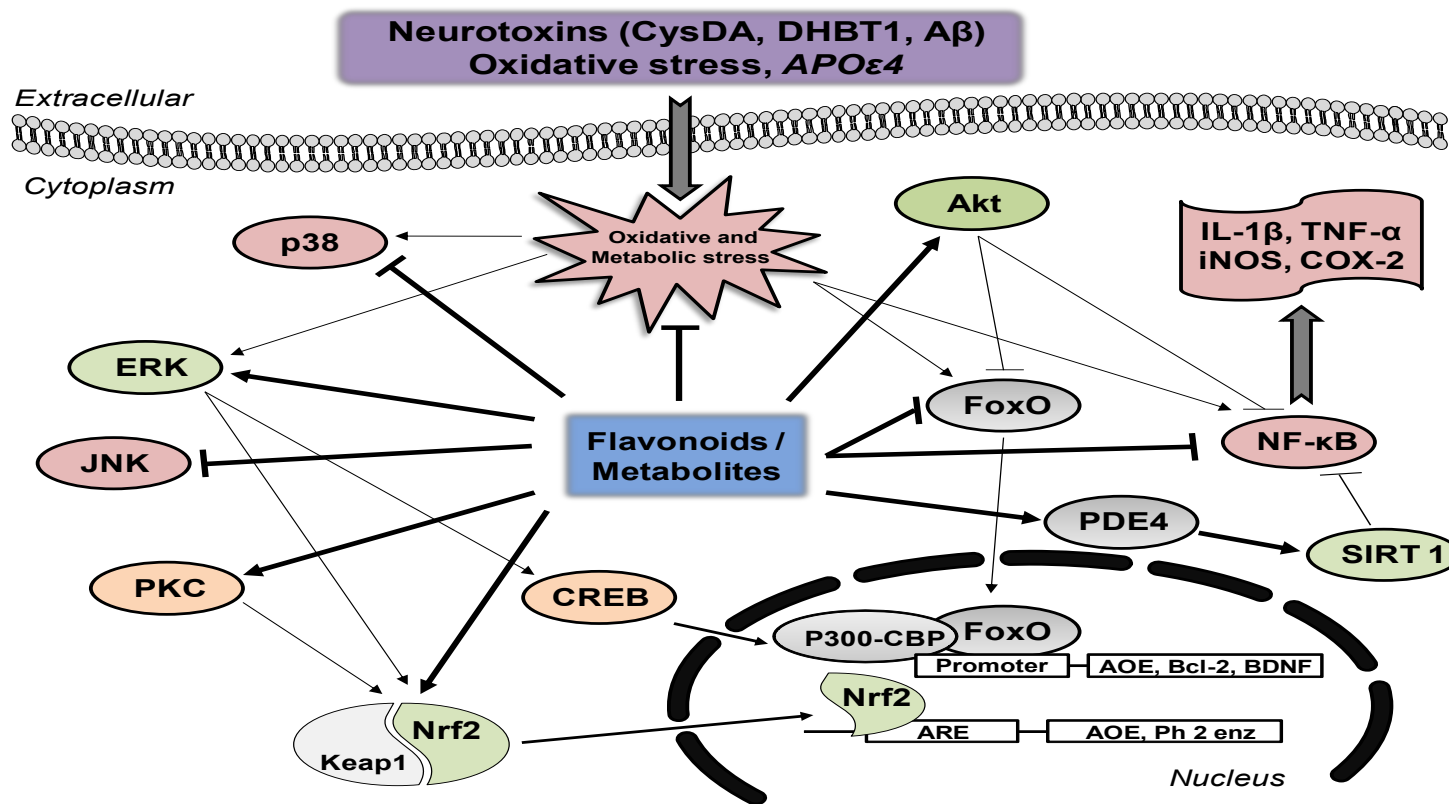 Neurotoxins (CysDA, DHBT1, Aβ)
Oxidative stress, APOε4
Extracellular
Cytoplasm
Akt
p38
Oxidative and
Metabolic stress
IL-1β, TNF-α
iNOS, COX-2
ERK
FoxO
Flavonoids /
Metabolites
NF-κB
JNK
PDE4
SIRT 1
PKC
CREB
P300-CBP
FoxO
Promoter
AOE, Bcl-2, BDNF
Nrf2
Nrf2
Keap1
ARE
AOE, Ph 2 enz
Nucleus